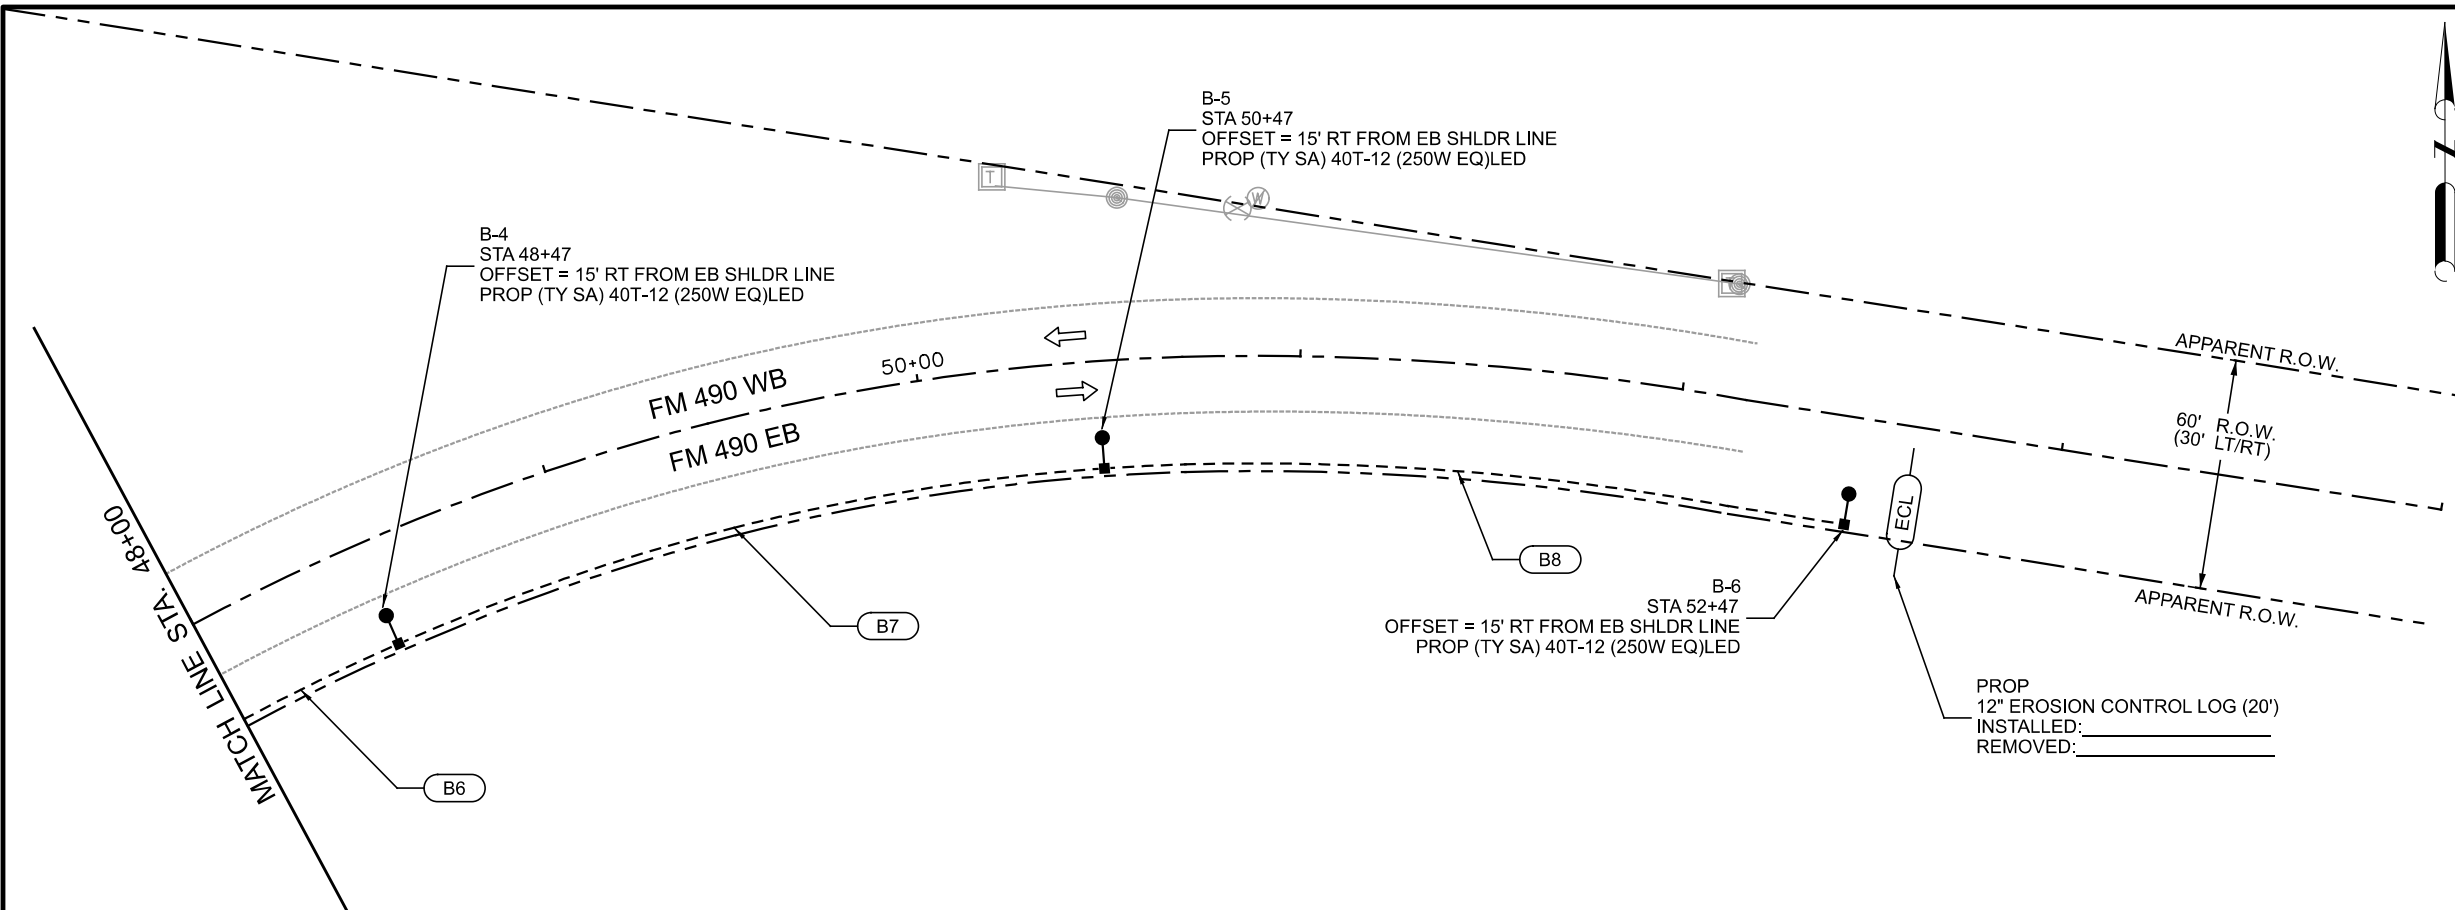 B-5
STA 50+47
OFFSET = 15' RT FROM EB SHLDR LINE
PROP (TY SA) 40T-12 (250W EQ)LED
T
W
B-4
STA 48+47
OFFSET = 15' RT FROM EB SHLDR LINE
PROP (TY SA) 40T-12 (250W EQ)LED
APPARENT R.O.W.
50+00
FM 490 WB
FM 490 EB
60' R.O.W.
(30' LT/RT)
ECL
MATCH LINE STA. 48+00
B8
B-6
STA 52+47
OFFSET = 15' RT FROM EB SHLDR LINE
PROP (TY SA) 40T-12 (250W EQ)LED
APPARENT R.O.W.
B7
PROP
12" EROSION CONTROL LOG (20')
INSTALLED:
REMOVED:
B6